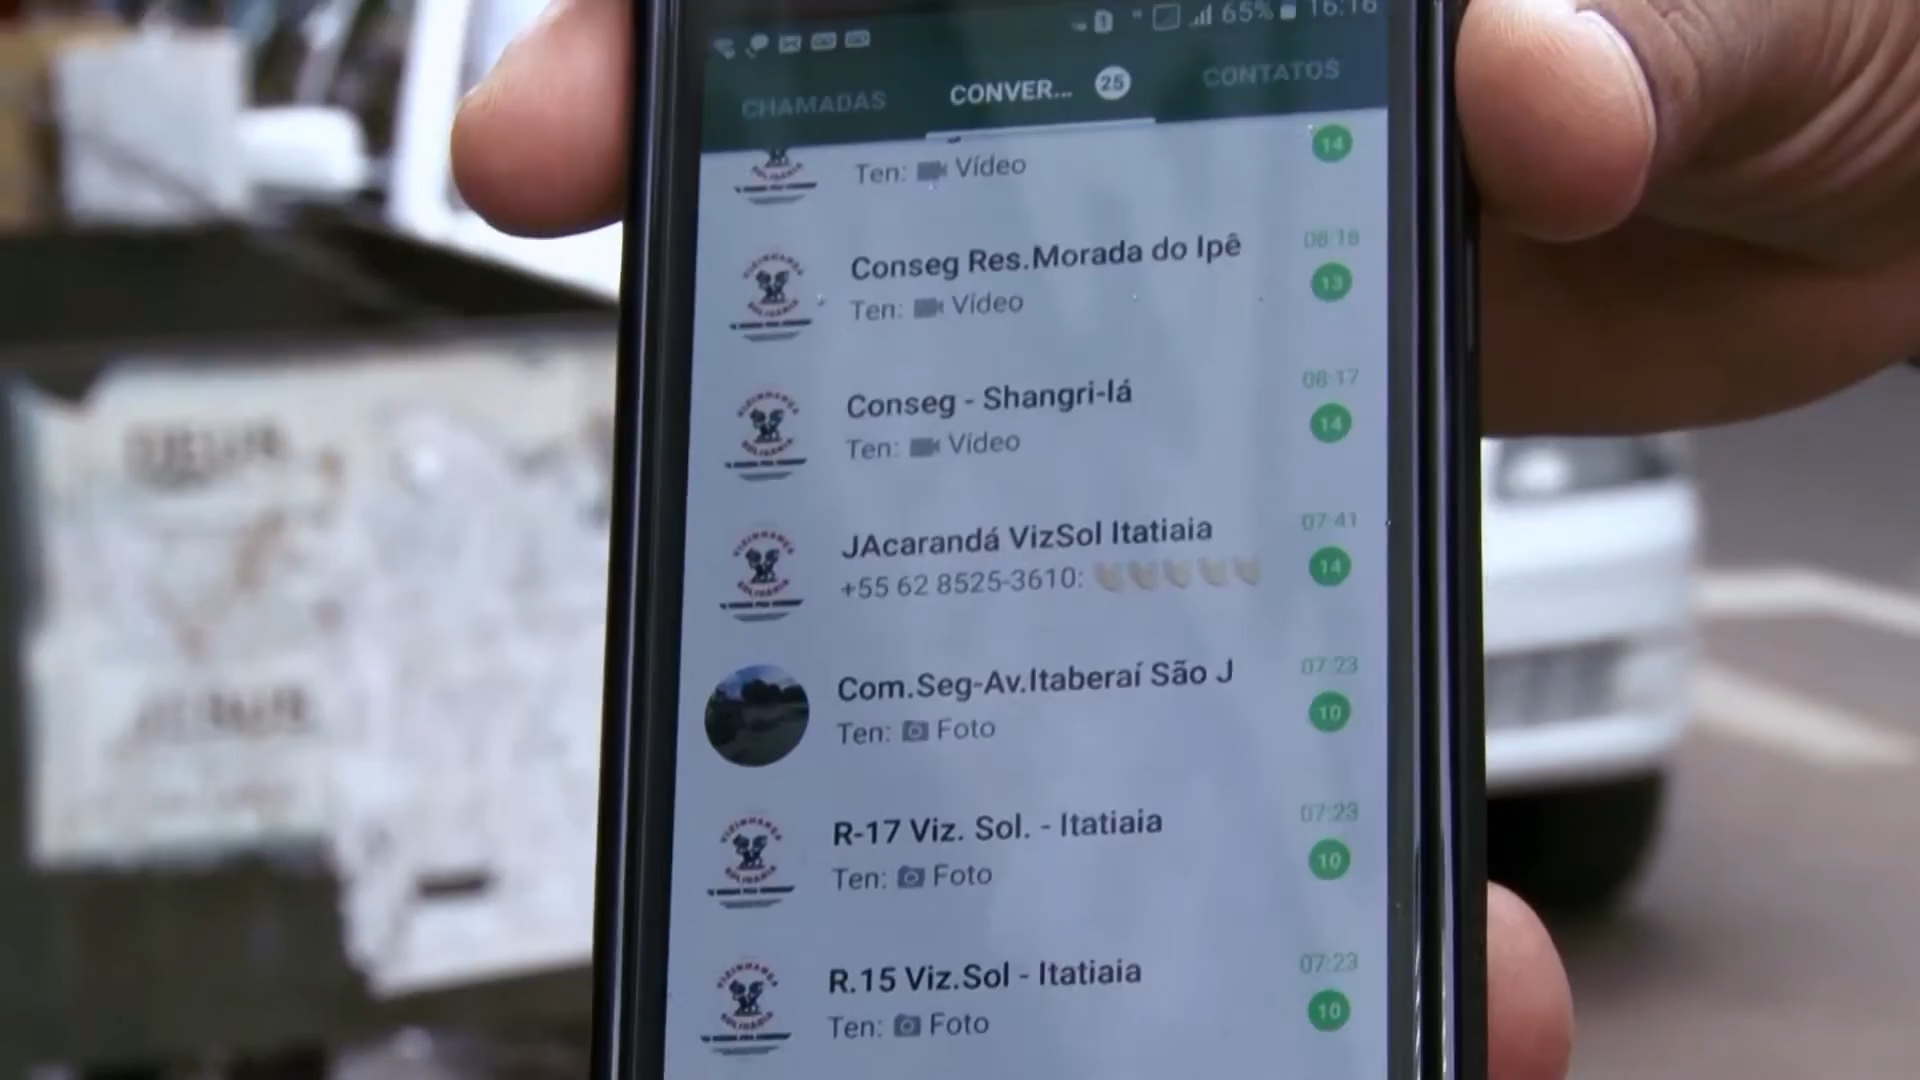 65% 16:16
CHAMADAS CONVER... 25 CONTATOS
Ten: Vídeo 14
Conseg Res.Morada do Ipê 08:18
Ten: Vídeo 13
Conseg - Shangri-lá 08:17
Ten: Vídeo 14
JAcarandá VizSol Itatiaia 07:41
+55 62 8525-3610: 14
Com.Seg-Av.Itaberaí São J 07:23
Ten: Foto 10
R-17 Viz. Sol. - Itatiaia 07:23
Ten: Foto 10
R.15 Viz.Sol - Itatiaia 07:23
Ten: Foto 10
VIZINHANÇA
SOLIDÁRIA
DEUS